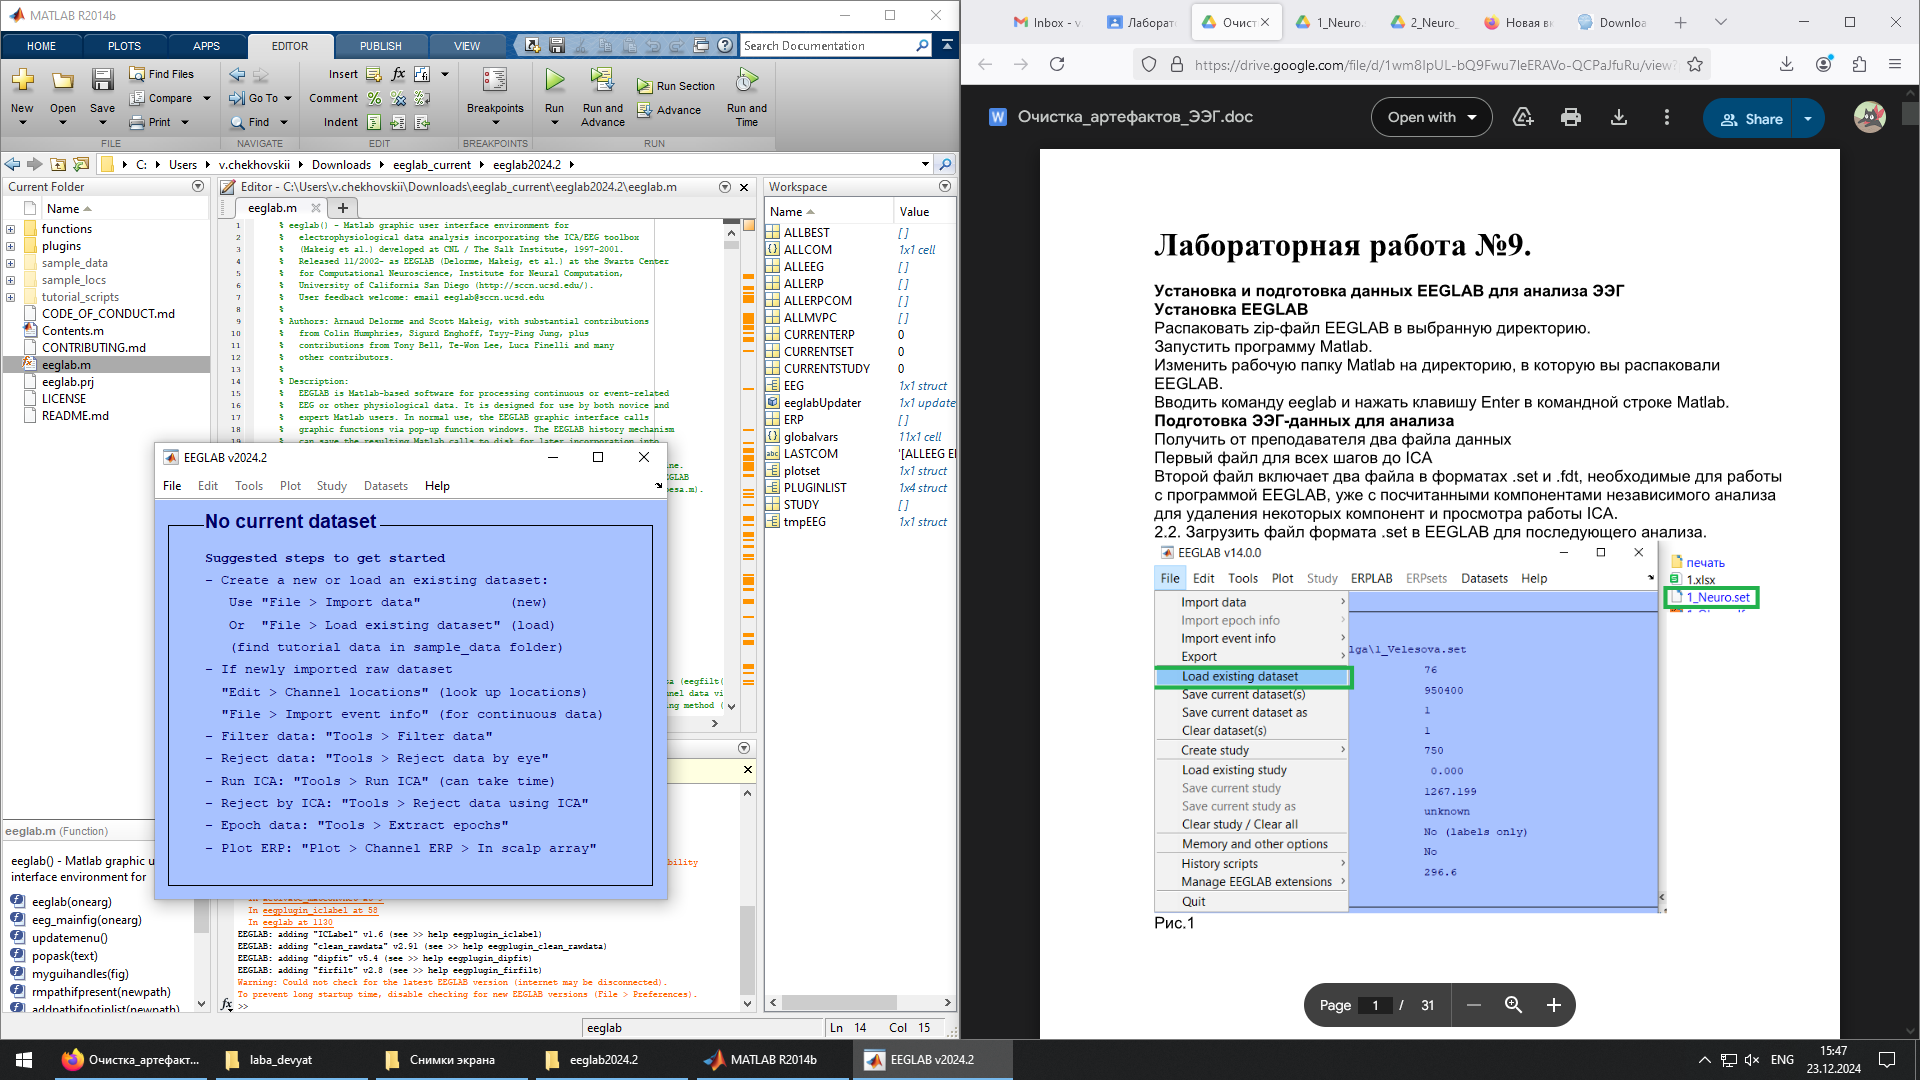 MATLAB R2014b
HOME PLOTS APPS EDITOR PUBLISH VIEW Search Documentation
New Open Save Find Files Compare Print Go To Find Insert Comment Indent Breakpoints Run Run and Advance Run Section Advance Run and Time
FILE NAVIGATE EDIT BREAKPOINTS RUN
C: Users v.chekhovskii Downloads eeglab_current eeglab2024.2
Current Folder
Name
functions
plugins
sample_data
sample_locs
tutorial_scripts
CODE_OF_CONDUCT.md
Contents.m
CONTRIBUTING.md
eeglab.m
eeglab.prj
LICENSE
README.md
eeglab.m (Function)
eeglab() - Matlab graphic u
interface environment for
eeglab(onearg)
eeg_mainfig(onearg)
updatemenu()
popask(text)
myguihandles(fig)
rmpathifpresent(newpath)
addpathifnotinlist(newpath)
Editor - C:\Users\v.chekhovskii\Downloads\eeglab_current\eeglab2024.2\eeglab.m
eeglab.m
1 % eeglab() - Matlab graphic user interface environment for
2 % electrophysiological data analysis incorporating the ICA/EEG toolbox
3 % (Makeig et al.) developed at CNL / The Salk Institute, 1997-2001.
4 % Released 11/2002- as EEGLAB (Delorme, Makeig, et al.) at the Swartz Center
5 % for Computational Neuroscience, Institute for Neural Computation,
6 % University of California San Diego (http://sccn.ucsd.edu/).
7 % User feedback welcome: email eeglab@sccn.ucsd.edu
8 %
9 % Authors: Arnaud Delorme and Scott Makeig, with substantial contributions
10 % from Colin Humphries, Sigurd Enghoff, Tzyy-Ping Jung, plus
11 % contributions from Tony Bell, Te-Won Lee, Luca Finelli and many
12 % other contributors.
13 %
14 % Description:
15 % EEGLAB is Matlab-based software for processing continuous or event-related
16 % EEG or other physiological data. It is designed for use by both novice and
17 % expert Matlab users. In normal use, the EEGLAB graphic interface calls
18 % graphic functions via pop-up function windows. The EEGLAB history mechanism
19 % can save the resulting Matlab calls to disk for later incorporation into
EEGLAB v2024.2
File Edit Tools Plot Study Datasets Help
No current dataset
Suggested steps to get started
- Create a new or load an existing dataset:
Use "File > Import data" (new)
Or "File > Load existing dataset" (load)
(find tutorial data in sample_data folder)
- If newly imported raw dataset
"Edit > Channel locations" (look up locations)
"File > Import event info" (for continuous data)
- Filter data: "Tools > Filter data"
- Reject data: "Tools > Reject data by eye"
- Run ICA: "Tools > Run ICA" (can take time)
- Reject by ICA: "Tools > Reject data using ICA"
- Epoch data: "Tools > Extract epochs"
- Plot ERP: "Plot > Channel ERP > In scalp array"
In eegplugin_iclabel at 58
In eeglab at 1130
EEGLAB: adding "ICLabel" v1.6 (see >> help eegplugin_iclabel)
EEGLAB: adding "clean_rawdata" v2.91 (see >> help eegplugin_clean_rawdata)
EEGLAB: adding "dipfit" v5.4 (see >> help eegplugin_dipfit)
EEGLAB: adding "firfilt" v2.8 (see >> help eegplugin_firfilt)
Warning: Could not check for the latest EEGLAB version (internet may be disconnected).
To prevent long startup time, disable checking for new EEGLAB versions (File > Preferences).
fx >>
eeglab Ln 14 Col 15
Workspace
Name Value
ALLBEST []
ALLCOM 1x1 cell
ALLEEG []
ALLERP []
ALLERPCOM []
ALLMVPC []
CURRENTERP 0
CURRENTSET 0
CURRENTSTUDY 0
EEG 1x1 struct
eeglabUpdater 1x1 update
ERP []
globalvars 11x1 cell
LASTCOM '[ALLEEG E
plotset 1x1 struct
PLUGINLIST 1x4 struct
STUDY []
tmpEEG 1x1 struct
Inbox - v Лаборат Очист 1_Neuro. 2_Neuro_ Новая вк Downloa
https://drive.google.com/file/d/1wm8IpUL-bQ9Fwu7IeERAVo-QCPaJfuRu/view?
Очистка_артефактов_ЭЭГ.doc Open with Share
Лабораторная работа №9.
Установка и подготовка данных EEGLAB для анализа ЭЭГ
Установка EEGLAB
Распаковать zip-файл EEGLAB в выбранную директорию.
Запустить программу Matlab.
Изменить рабочую папку Matlab на директорию, в которую вы распаковали
EEGLAB.
Вводить команду eeglab и нажать клавишу Enter в командной строке Matlab.
Подготовка ЭЭГ-данных для анализа
Получить от преподавателя два файла данных
Первый файл для всех шагов до ICA
Второй файл включает два файла в форматах .set и .fdt, необходимые для работы
с программой EEGLAB, уже с посчитанными компонентами независимого анализа
для удаления некоторых компонент и просмотра работы ICA.
2.2. Загрузить файл формата .set в EEGLAB для последующего анализа.
EEGLAB v14.0.0
File Edit Tools Plot Study ERPLAB ERPsets Datasets Help
Import data
Import epoch info
Import event info
Export
Load existing dataset
Save current dataset(s)
Save current dataset as
Clear dataset(s)
Create study
Load existing study
Save current study
Save current study as
Clear study / Clear all
Memory and other options
History scripts
Manage EEGLAB extensions
Quit
lga\1_Velesova.set
76
950400
1
1
750
0.000
1267.199
unknown
No (labels only)
No
296.6
печать
1.xlsx
1_Neuro.set
Рис.1
Page 1 / 31
Очистка_артефакт... laba_devyat Снимки экрана eeglab2024.2 MATLAB R2014b EEGLAB v2024.2
ENG 15:47
23.12.2024